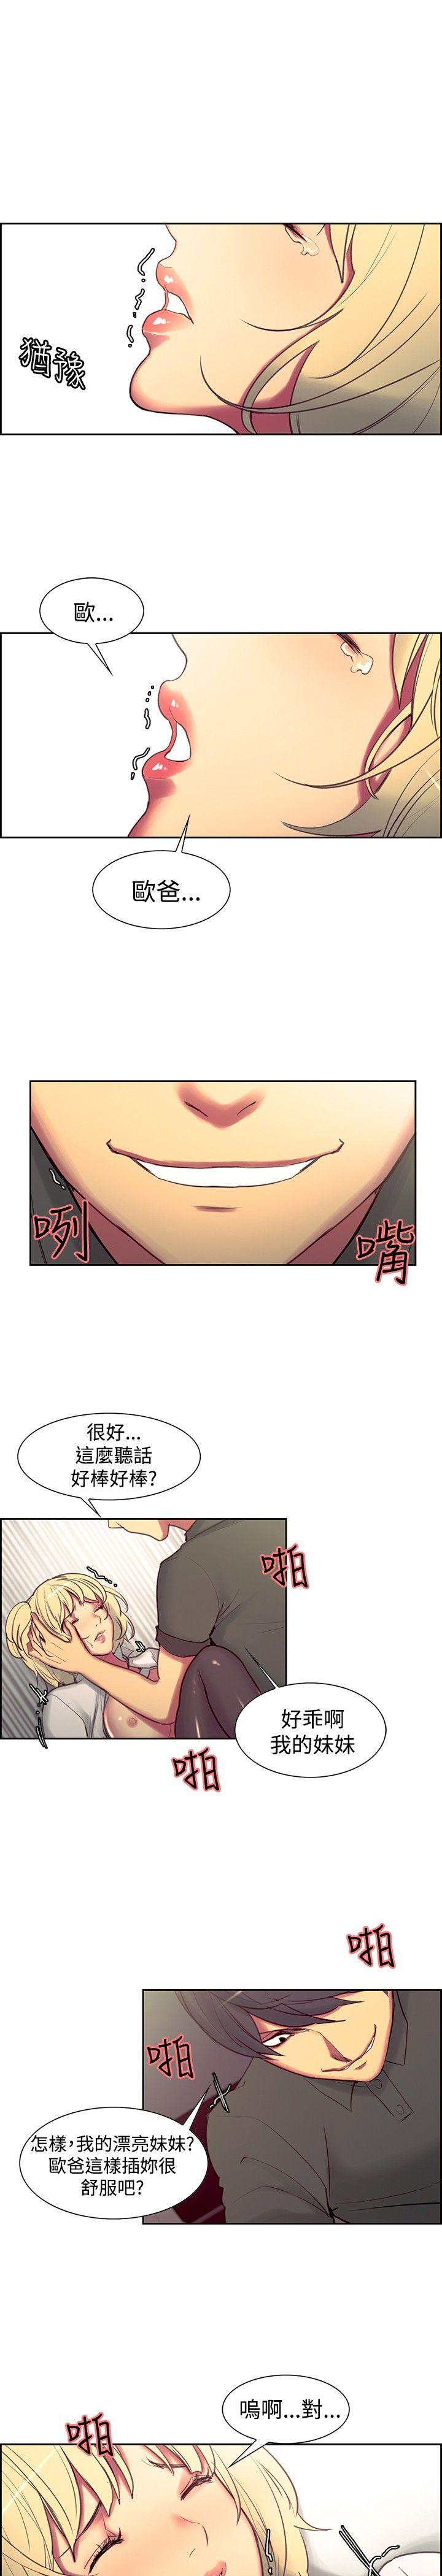 猶豫
歐...
歐爸...
咧
嘴
很好...
這麼聽話
好棒好棒?
啪
好乖啊
我的妹妹
啪
啪
啪
怎樣,我的漂亮妹妹?
歐爸這樣插妳很
舒服吧?
嗚啊...對...
啪